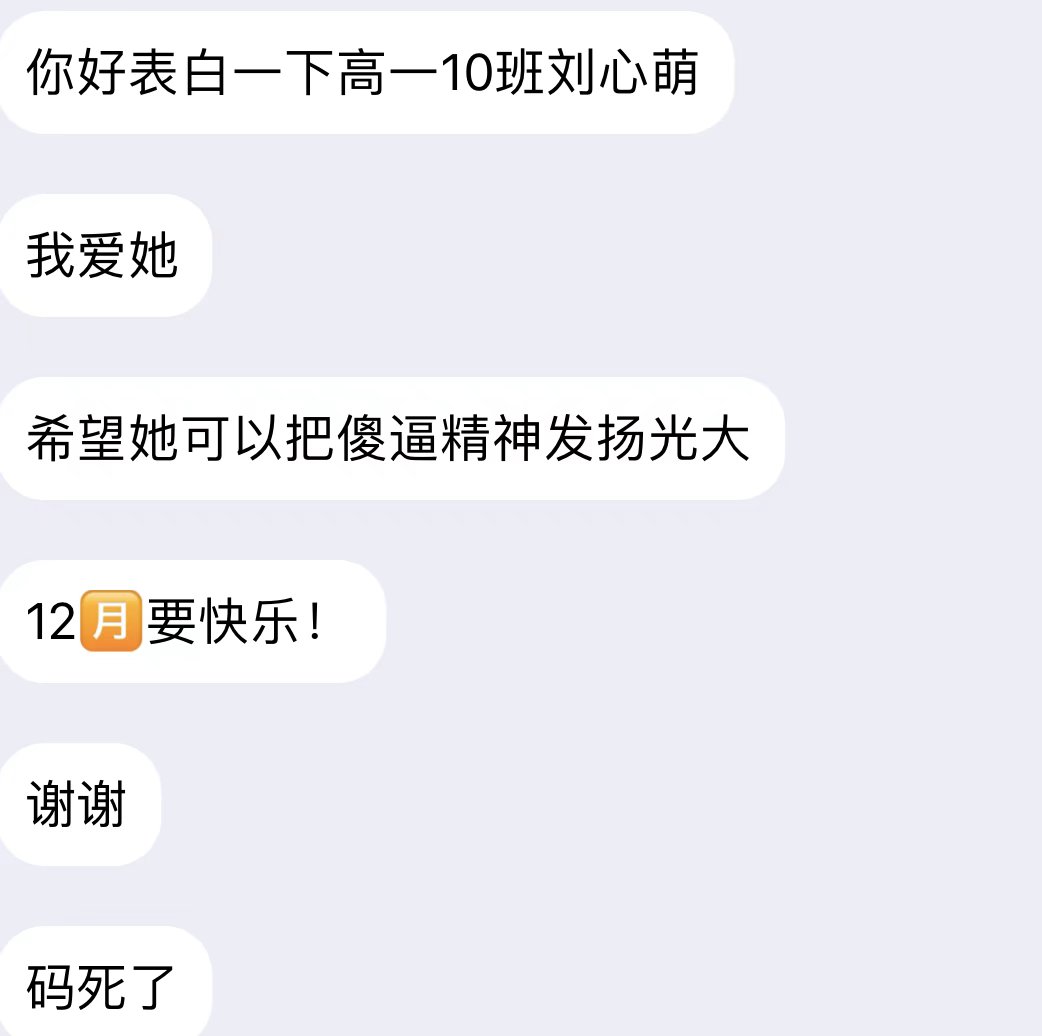 你好表白一下高一10班刘心萌
我爱她
希望她可以把傻逼精神发扬光大
12🈷️要快乐！
谢谢
码死了